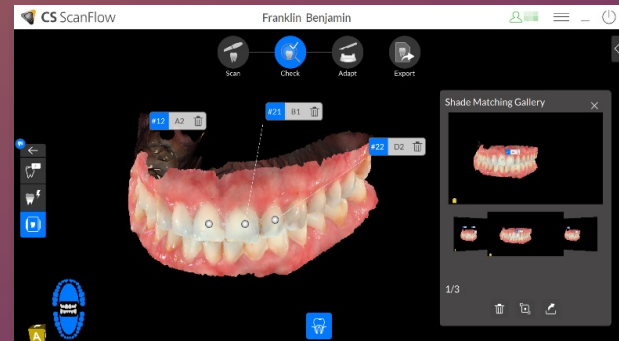 CS ScanFlow
Franklin Benjamin
Scan
Check
Adapt
Export
#12 A2
#21 B1
#22 D2
Shade Matching Gallery
1/3
A